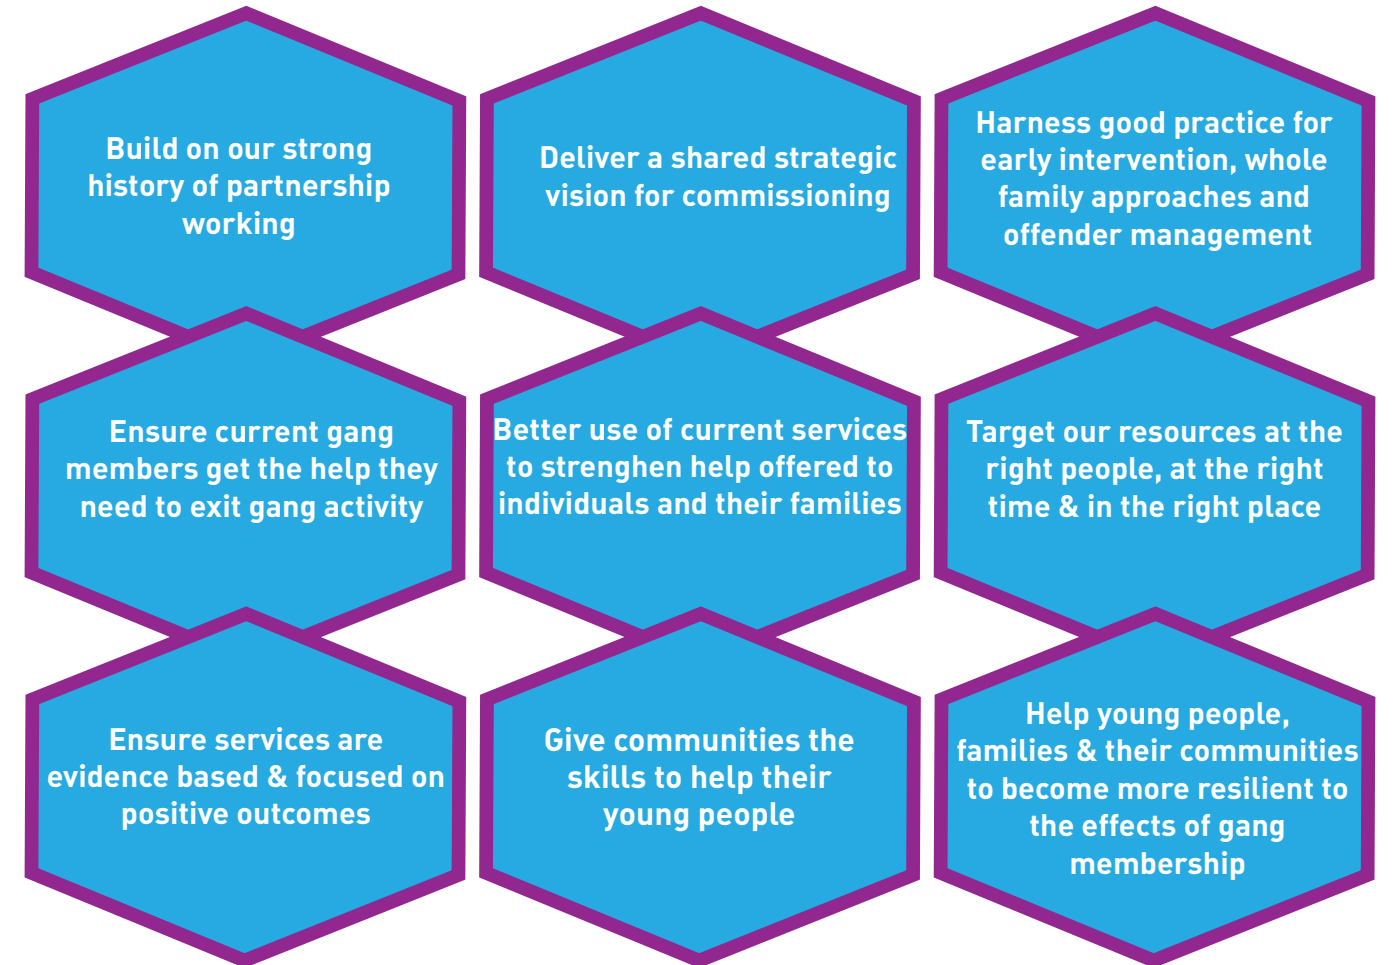 Build on our strong
history of partnership
working
Deliver a shared strategic
vision for commissioning
Harness good practice for
early intervention, whole
family approaches and
offender management
Ensure current gang
members get the help they
need to exit gang activity
Better use of current services
to strenghen help offered to
individuals and their families
Target our resources at the
right people, at the right
time & in the right place
Ensure services are
evidence based & focused on
positive outcomes
Give communities the
skills to help their
young people
Help young people,
families & their communities
to become more resilient to
the effects of gang
membership